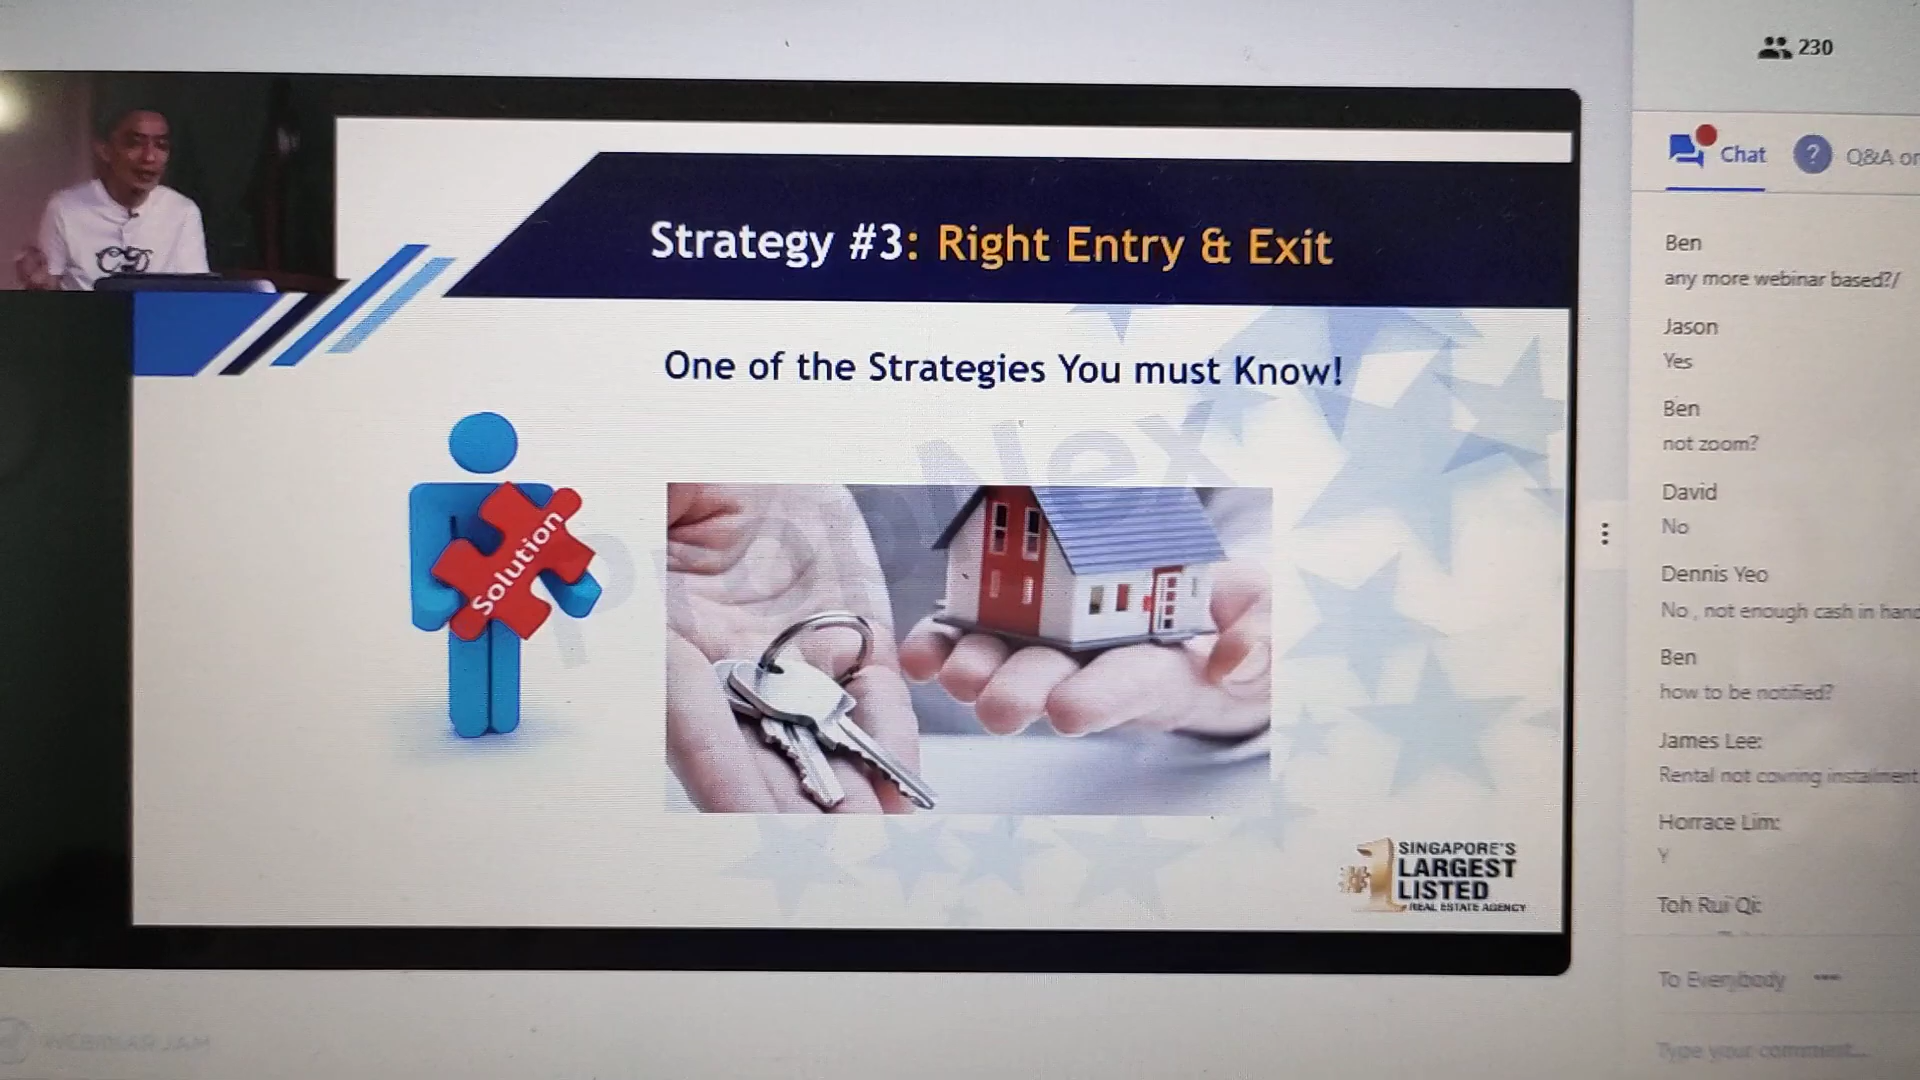 230
Chat
? Q&A or
Strategy #3: Right Entry & Exit
One of the Strategies You must Know!
Solution
PropNex
SINGAPORE'S
LARGEST
LISTED
REAL ESTATE AGENCY
Ben
any more webinar based?/
Jason
Yes
Ben
not zoom?
David
No
Dennis Yeo
No , not enough cash in hand
Ben
how to be notified?
James Lee:
Rental not covring instalment
Horrace Lim:
Y
Toh Rui Qi:
To Everybody
Type your comment...
WEBINARJAM